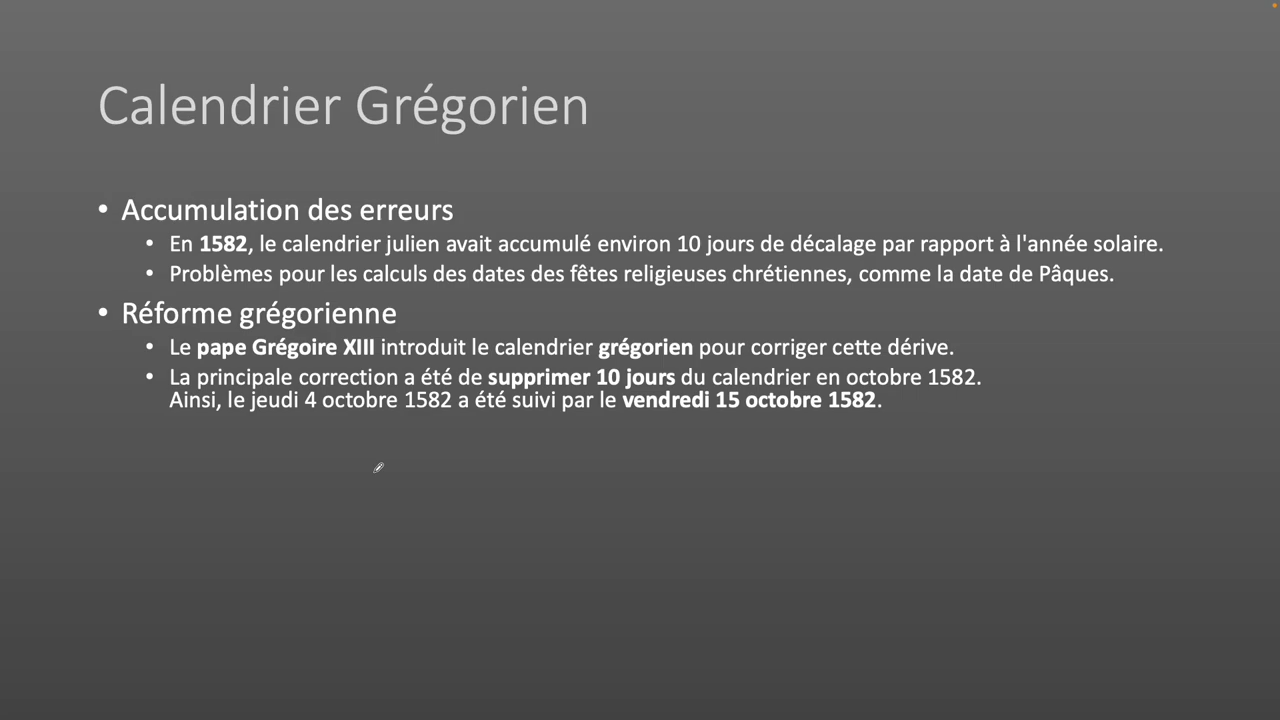 Calendrier Grégorien
• Accumulation des erreurs
• En 1582, le calendrier julien avait accumulé environ 10 jours de décalage par rapport à l'année solaire.
• Problèmes pour les calculs des dates des fêtes religieuses chrétiennes, comme la date de Pâques.
• Réforme grégorienne
• Le pape Grégoire XIII introduit le calendrier grégorien pour corriger cette dérive.
• La principale correction a été de supprimer 10 jours du calendrier en octobre 1582.
Ainsi, le jeudi 4 octobre 1582 a été suivi par le vendredi 15 octobre 1582.